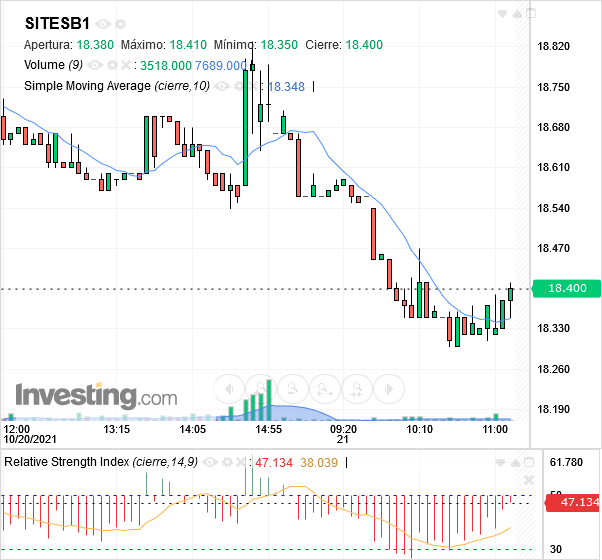 SITESB1
Apertura: 18.380 Máximo: 18.410 Mínimo: 18.350 Cierre: 18.400
Volume (9) 3518.000 7689.000
Simple Moving Average (cierre,10) 18.348
18.820
18.750
18.680
18.610
18.540
18.470
18.400
18.330
18.260
18.190
Investing.com
12:00 13:15 14:05 14:55 09:20 10:10 11:00
10/20/2021 21
Relative Strength Index (cierre,14,9) 47.134 38.039
61.780
47.134
30